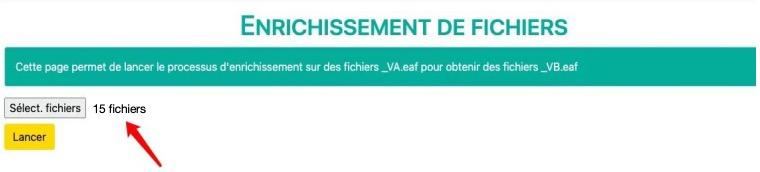 ENRICHISSEMENT DE FICHIERS
Cette page permet de lancer le processus d'enrichissement sur des fichiers _VA.eaf pour obtenir des fichiers _VB.eaf
Sélect. fichiers 15 fichiers
Lancer